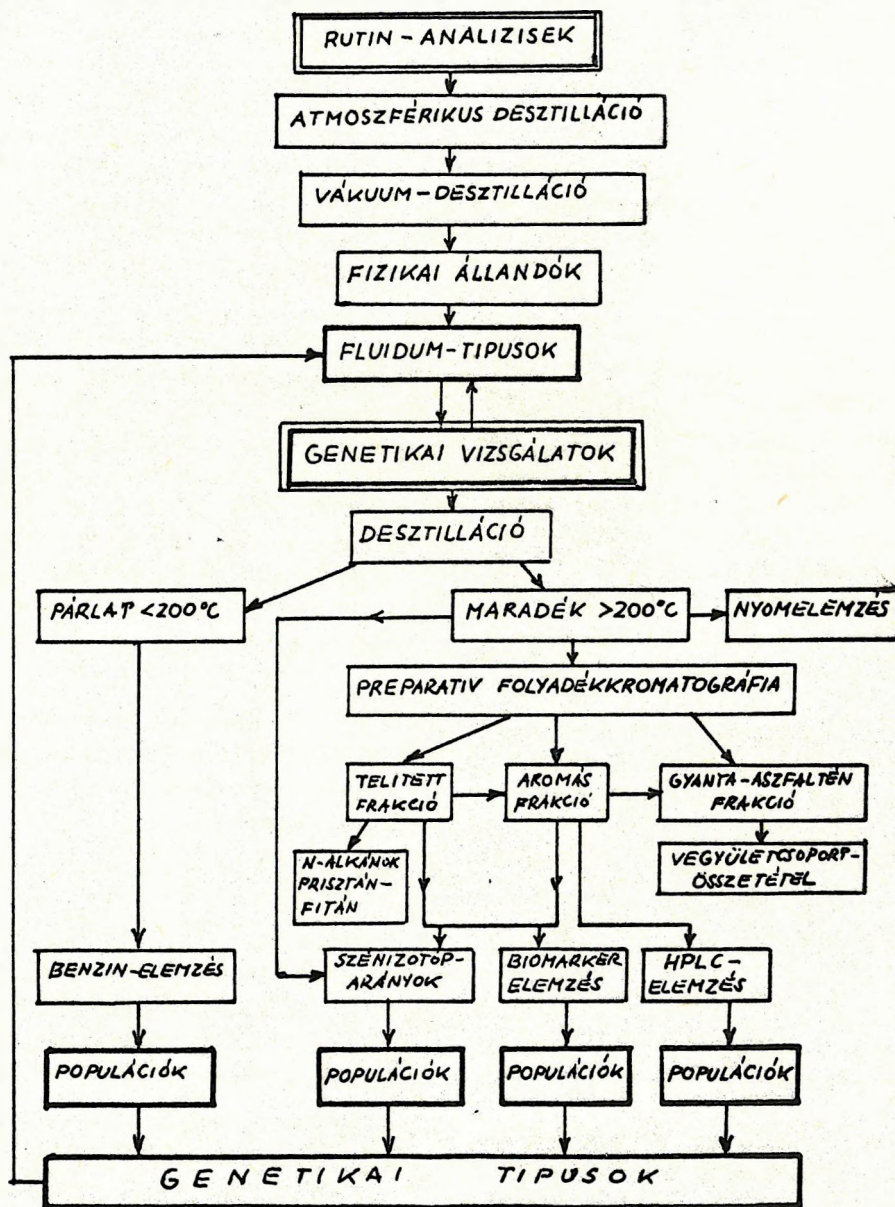 RUTIN-ANALIZISEK
ATMOSZFÉRIKUS DESZTILLÁCIÓ
VÁKUUM-DESZTILLÁCIÓ
FIZIKAI ÁLLANDÓK
FLUIDUM-TIPUSOK
GENETIKAI VIZSGÁLATOK
DESZTILLÁCIÓ
PÁRLAT <200°C
MARADÉK >200°C
NYOMELEMZÉS
PREPARATIV FOLYADÉKKROMATOGRÁFIA
TELITETT
FRAKCIÓ
AROMÁS
FRAKCIÓ
GYANTA-ASZFALTÉN
FRAKCIÓ
N-ALKÁNOK
PRISZTÁN-
FITÁN
VEGYÜLETCSOPORT-
ÖSSZETÉTEL
BENZIN-ELEMZÉS
SZÉNIZOTÓP-
ARÁNYOK
BIOMARKER
ELEMZÉS
HPLC-
ELEMZÉS
POPULÁCIÓK
POPULÁCIÓK
POPULÁCIÓK
POPULÁCIÓK
GENETIKAI TIPUSOK